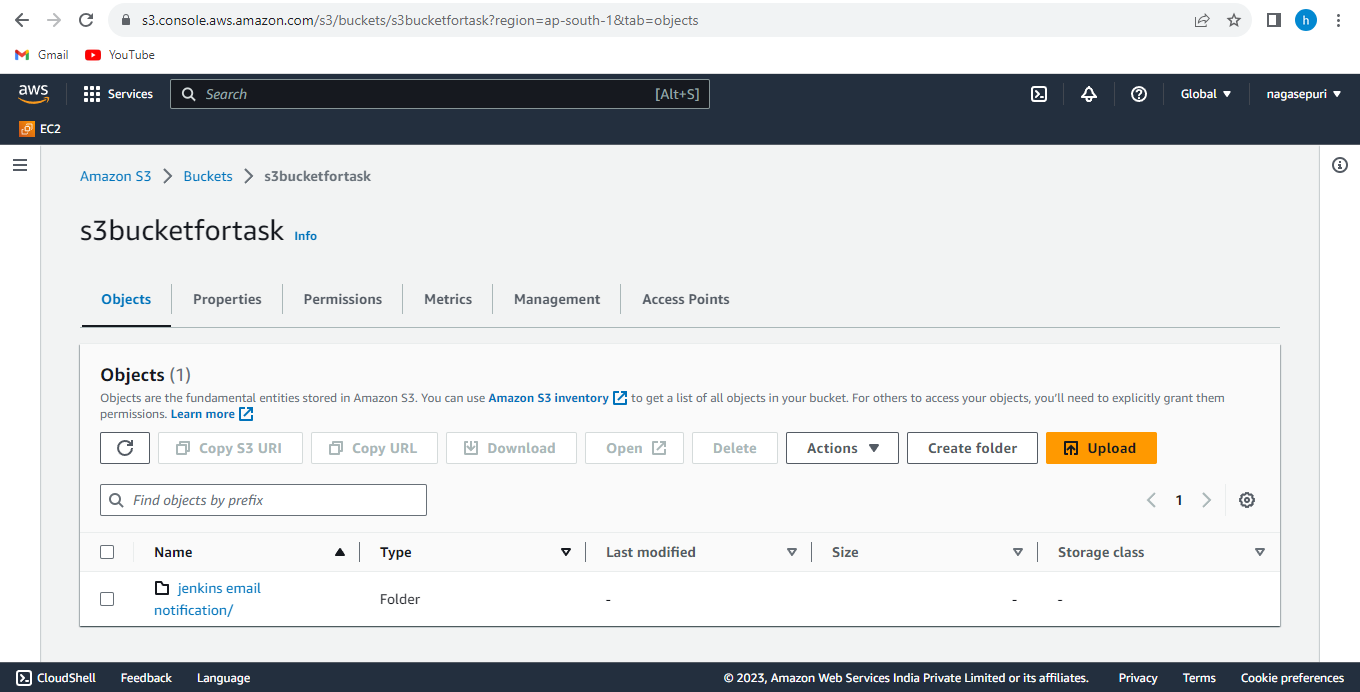 s3.console.aws.amazon.com/s3/buckets/s3bucketfortask?region=ap-south-1&tab=objects
h
Gmail YouTube
aws Services Search [Alt+S] Global nagasepuri
EC2
Amazon S3 Buckets s3bucketfortask
s3bucketfortask Info
Objects Properties Permissions Metrics Management Access Points
Objects (1)
Objects are the fundamental entities stored in Amazon S3. You can use Amazon S3 inventory to get a list of all objects in your bucket. For others to access your objects, you'll need to explicitly grant them
permissions. Learn more
Copy S3 URI Copy URL Download Open Delete Actions Create folder Upload
Find objects by prefix 1
Name Type Last modified Size Storage class
jenkins email
notification/
Folder - - -
CloudShell Feedback Language © 2023, Amazon Web Services India Private Limited or its affiliates. Privacy Terms Cookie preferences